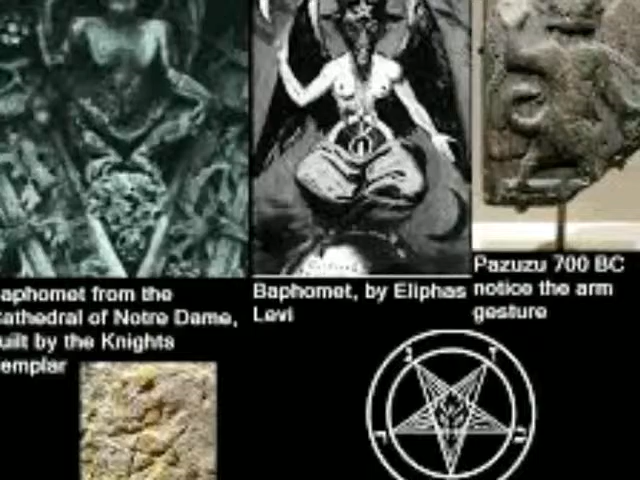 aphomet from the
athedral of Notre Dame,
uilt by the Knights
emplar
Baphomet, by Eliphas
Levi
Pazuzu 700 BC
notice the arm
gesture